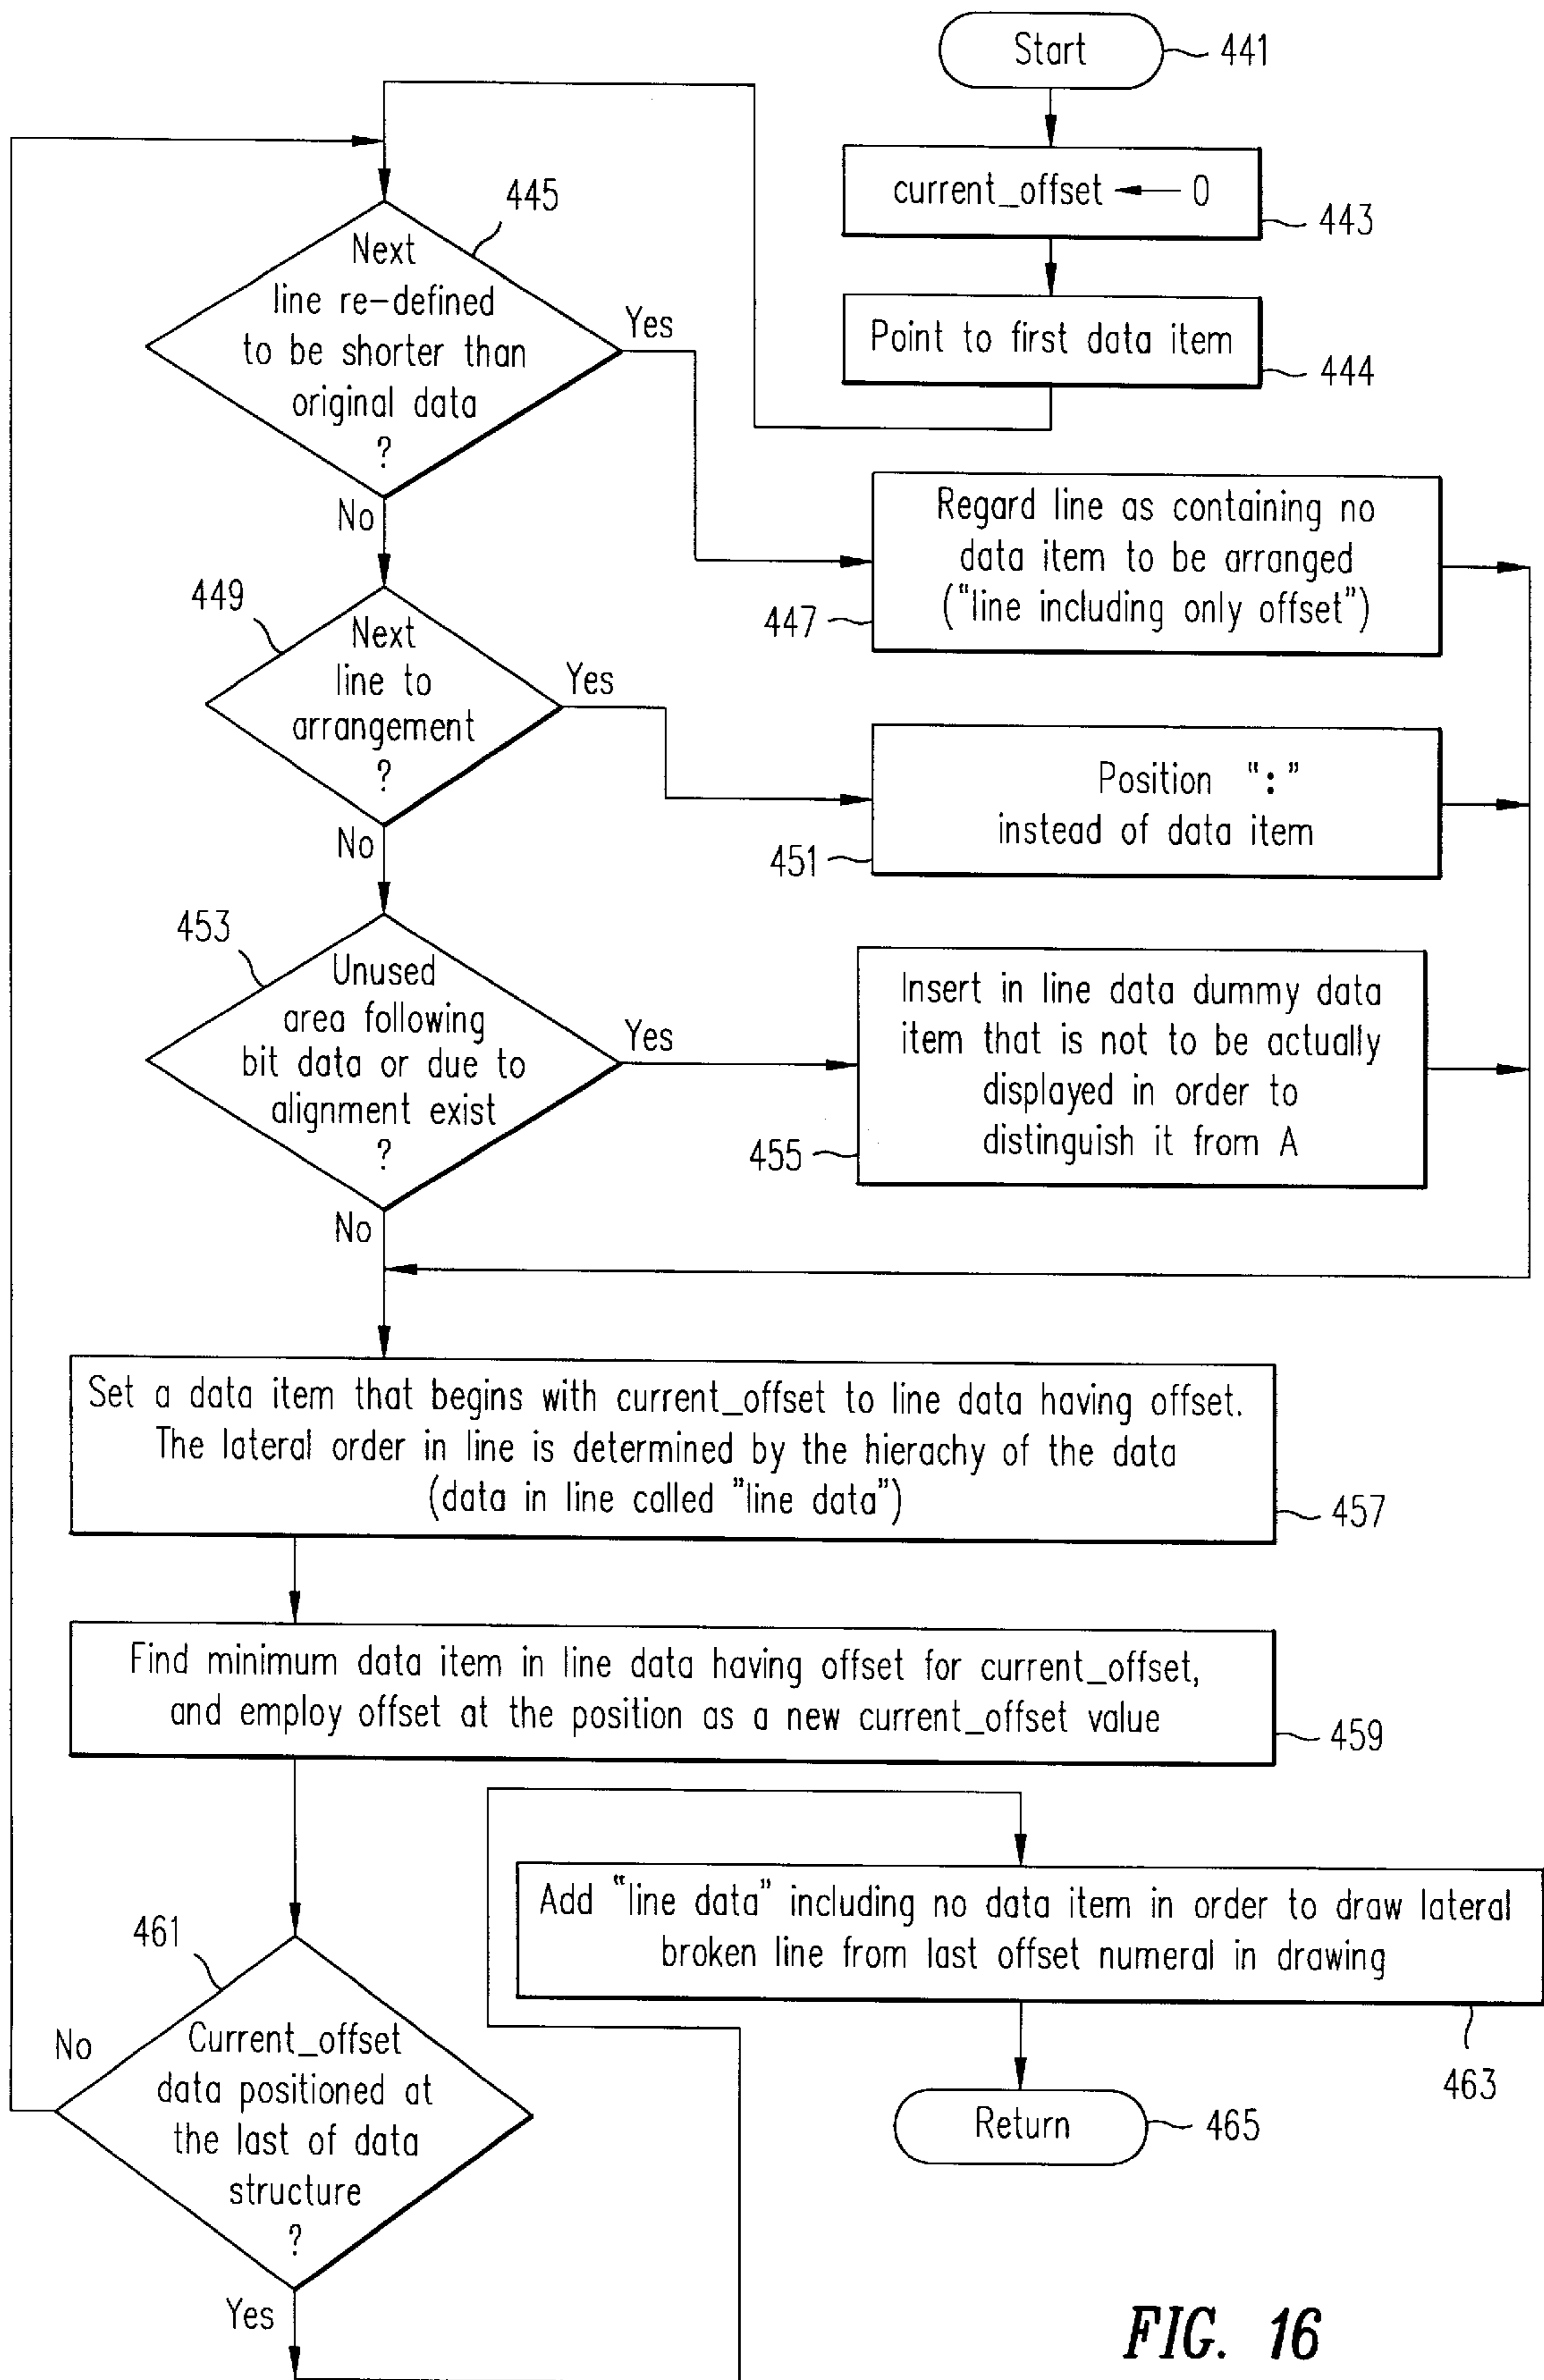 Start
441
current_offset ← 0
443
Point to first data item
444
445
Next
line re-defined
to be shorter than
original data
?
Yes
No
Regard line as containing no
data item to be arranged
("line including only offset")
447
449
Next
line to
arrangement
?
Yes
No
Position ":"
instead of data item
451
453
Unused
area following
bit data or due to
alignment exist
?
Yes
No
Insert in line data dummy data
item that is not to be actually
displayed in order to
distinguish it from A
455
Set a data item that begins with current_offset to line data having offset.
The lateral order in line is determined by the hierachy of the data
(data in line called "line data")
457
Find minimum data item in line data having offset for current_offset,
and employ offset at the position as a new current_offset value
459
461
Current_offset
data positioned at
the last of data
structure
?
No
Yes
Add "line data" including no data item in order to draw lateral
broken line from last offset numeral in drawing
463
Return
465
FIG. 16